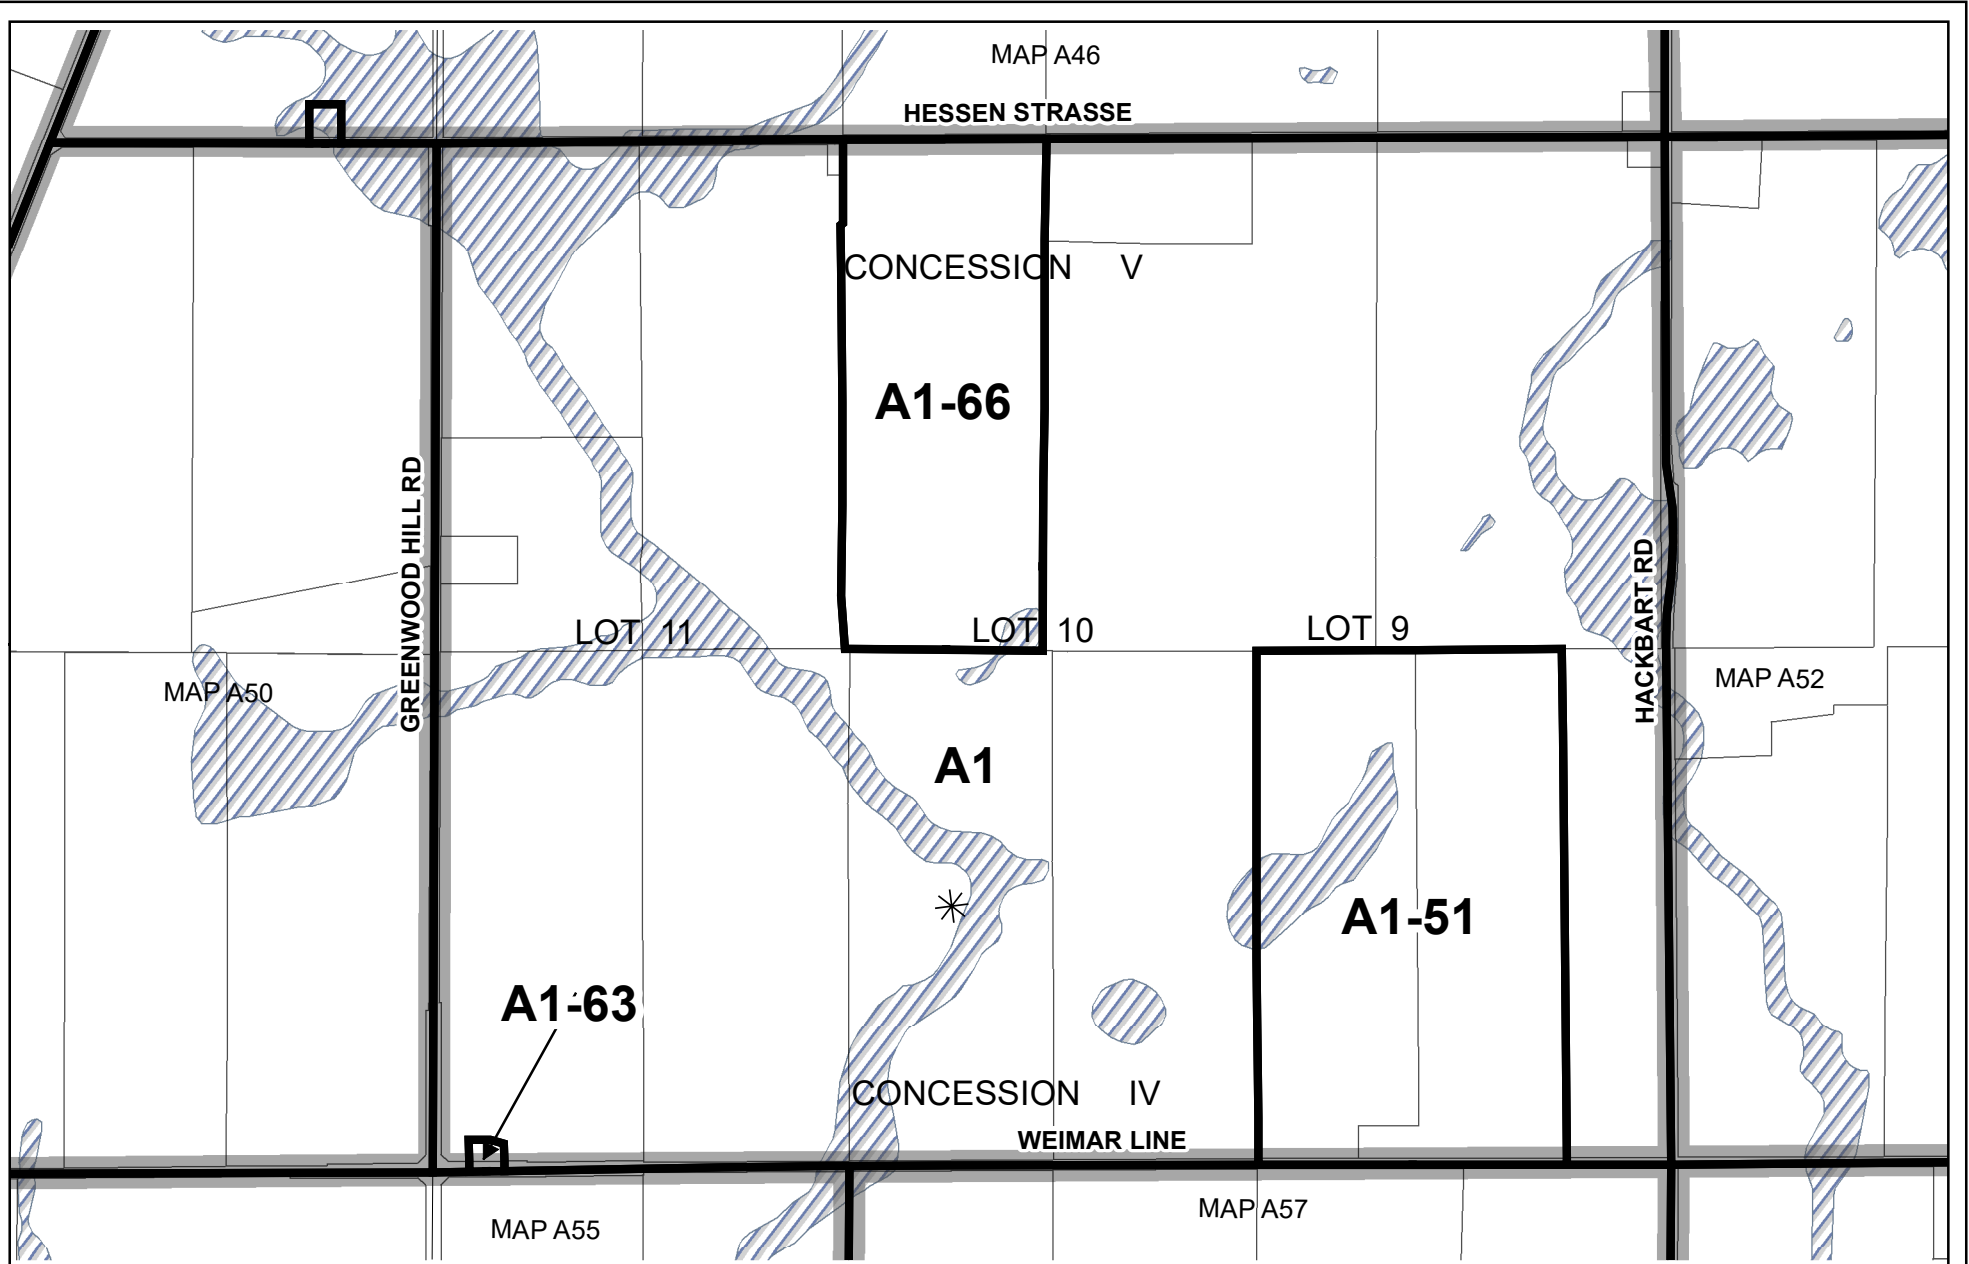 MAP A46
HESSEN STRASSE
CONCESSION V
A1-66
GREENWOOD HILL RD
HACKBART RD
LOT 11
LOT 10
LOT 9
MAP A50
MAP A52
A1
A1-51
A1-63
CONCESSION IV
WEIMAR LINE
MAP A55
MAP A57